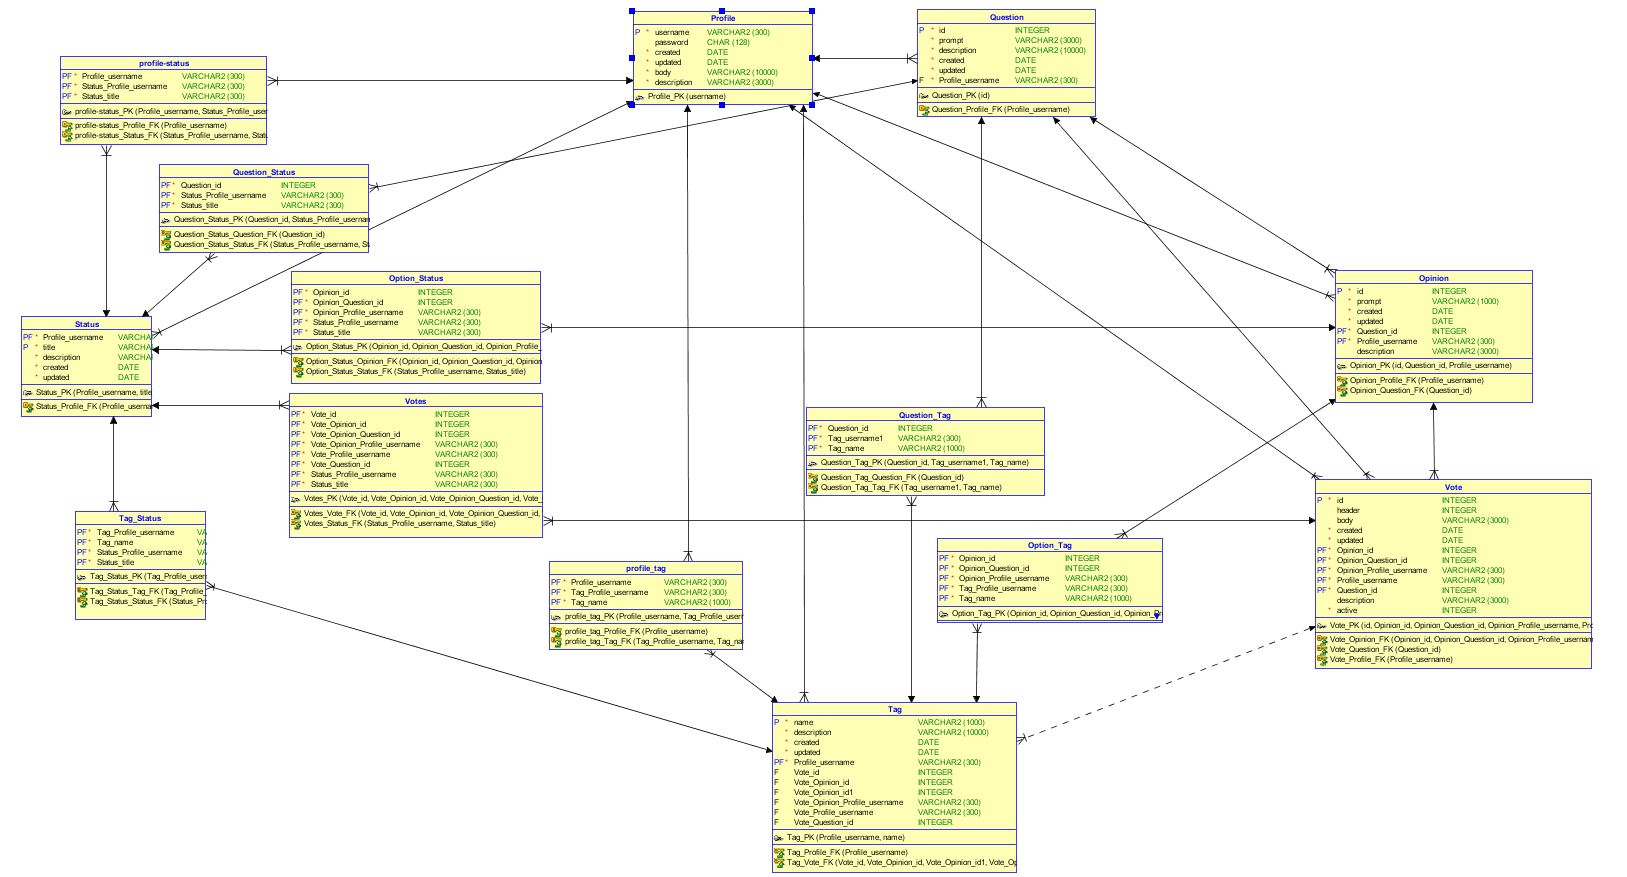 Profile
P * username VARCHAR2 (300)
password CHAR (128)
* created DATE
* updated DATE
* body VARCHAR2 (10000)
* description VARCHAR2 (3000)
Profile_PK (username)
Question
P * id INTEGER
* prompt VARCHAR2 (3000)
* description VARCHAR2 (10000)
* created DATE
* updated DATE
F * Profile_username VARCHAR2 (300)
Question_PK (id)
Question_Profile_FK (Profile_username)
profile-status
PF * Profile_username VARCHAR2 (300)
PF * Status_Profile_username VARCHAR2 (300)
PF * Status_title VARCHAR2 (300)
profile-status_PK (Profile_username, Status_Profile_user
profile-status_Profile_FK (Profile_username)
profile-status_Status_FK (Status_Profile_username, Stat
Question_Status
PF * Question_id INTEGER
PF * Status_Profile_username VARCHAR2 (300)
PF * Status_title VARCHAR2 (300)
Question_Status_PK (Question_id, Status_Profile_usernam
Question_Status_Question_FK (Question_id)
Question_Status_Status_FK (Status_Profile_username, St
Option_Status
PF * Opinion_id INTEGER
PF * Opinion_Question_id INTEGER
PF * Opinion_Profile_username VARCHAR2 (300)
PF * Status_Profile_username VARCHAR2 (300)
PF * Status_title VARCHAR2 (300)
Option_Status_PK (Opinion_id, Opinion_Question_id, Opinion_Profile_
Option_Status_Opinion_FK (Opinion_id, Opinion_Question_id, Opinion
Option_Status_Status_FK (Status_Profile_username, Status_title)
Opinion
P * id INTEGER
* prompt VARCHAR2 (1000)
* created DATE
* updated DATE
PF * Question_id INTEGER
PF * Profile_username VARCHAR2 (300)
description VARCHAR2 (3000)
Opinion_PK (id, Question_id, Profile_username)
Opinion_Profile_FK (Profile_username)
Opinion_Question_FK (Question_id)
Status
PF * Profile_username VARCHA
P * title VARCHA
* description VARCHA
* created DATE
* updated DATE
Status_PK (Profile_username, title
Status_Profile_FK (Profile_userna
Votes
PF * Vote_id INTEGER
PF * Vote_Opinion_id INTEGER
PF * Vote_Opinion_Question_id INTEGER
PF * Vote_Opinion_Profile_username VARCHAR2 (300)
PF * Vote_Profile_username VARCHAR2 (300)
PF * Vote_Question_id INTEGER
PF * Status_Profile_username VARCHAR2 (300)
PF * Status_title VARCHAR2 (300)
Votes_PK (Vote_id, Vote_Opinion_id, Vote_Opinion_Question_id, Vote_
Votes_Vote_FK (Vote_id, Vote_Opinion_id, Vote_Opinion_Question_id,
Votes_Status_FK (Status_Profile_username, Status_title)
Question_Tag
PF * Question_id INTEGER
PF * Tag_username1 VARCHAR2 (300)
PF * Tag_name VARCHAR2 (1000)
Question_Tag_PK (Question_id, Tag_username1, Tag_name)
Question_Tag_Question_FK (Question_id)
Question_Tag_Tag_FK (Tag_username1, Tag_name)
Vote
P * id INTEGER
header INTEGER
body VARCHAR2 (3000)
* created DATE
* updated DATE
PF * Opinion_id INTEGER
PF * Opinion_Question_id INTEGER
PF * Opinion_Profile_username VARCHAR2 (300)
PF * Profile_username VARCHAR2 (300)
PF * Question_id INTEGER
description VARCHAR2 (3000)
* active INTEGER
Vote_PK (id, Opinion_id, Opinion_Question_id, Opinion_Profile_username, Pro
Vote_Opinion_FK (Opinion_id, Opinion_Question_id, Opinion_Profile_usernam
Vote_Question_FK (Question_id)
Vote_Profile_FK (Profile_username)
Tag_Status
PF * Tag_Profile_username VA
PF * Tag_name VA
PF * Status_Profile_username VA
PF * Status_title VA
Tag_Status_PK (Tag_Profile_user
Tag_Status_Tag_FK (Tag_Profile_
Tag_Status_Status_FK (Status_Pr
profile_tag
PF * Profile_username VARCHAR2 (300)
PF * Tag_Profile_username VARCHAR2 (300)
PF * Tag_name VARCHAR2 (1000)
profile_tag_PK (Profile_username, Tag_Profile_usern
profile_tag_Profile_FK (Profile_username)
profile_tag_Tag_FK (Tag_Profile_username, Tag_nar
Option_Tag
PF * Opinion_id INTEGER
PF * Opinion_Question_id INTEGER
PF * Opinion_Profile_username VARCHAR2 (300)
PF * Tag_Profile_username VARCHAR2 (300)
PF * Tag_name VARCHAR2 (1000)
Option_Tag_PK (Opinion_id, Opinion_Question_id, Opinion_Pr
Tag
P * name VARCHAR2 (1000)
* description VARCHAR2 (10000)
* created DATE
* updated DATE
PF * Profile_username VARCHAR2 (300)
F Vote_id INTEGER
F Vote_Opinion_id INTEGER
F Vote_Opinion_id1 INTEGER
F Vote_Opinion_Profile_username VARCHAR2 (300)
F Vote_Profile_username VARCHAR2 (300)
F Vote_Question_id INTEGER
Tag_PK (Profile_username, name)
Tag_Profile_FK (Profile_username)
Tag_Vote_FK (Vote_id, Vote_Opinion_id, Vote_Opinion_id1, Vote_Op